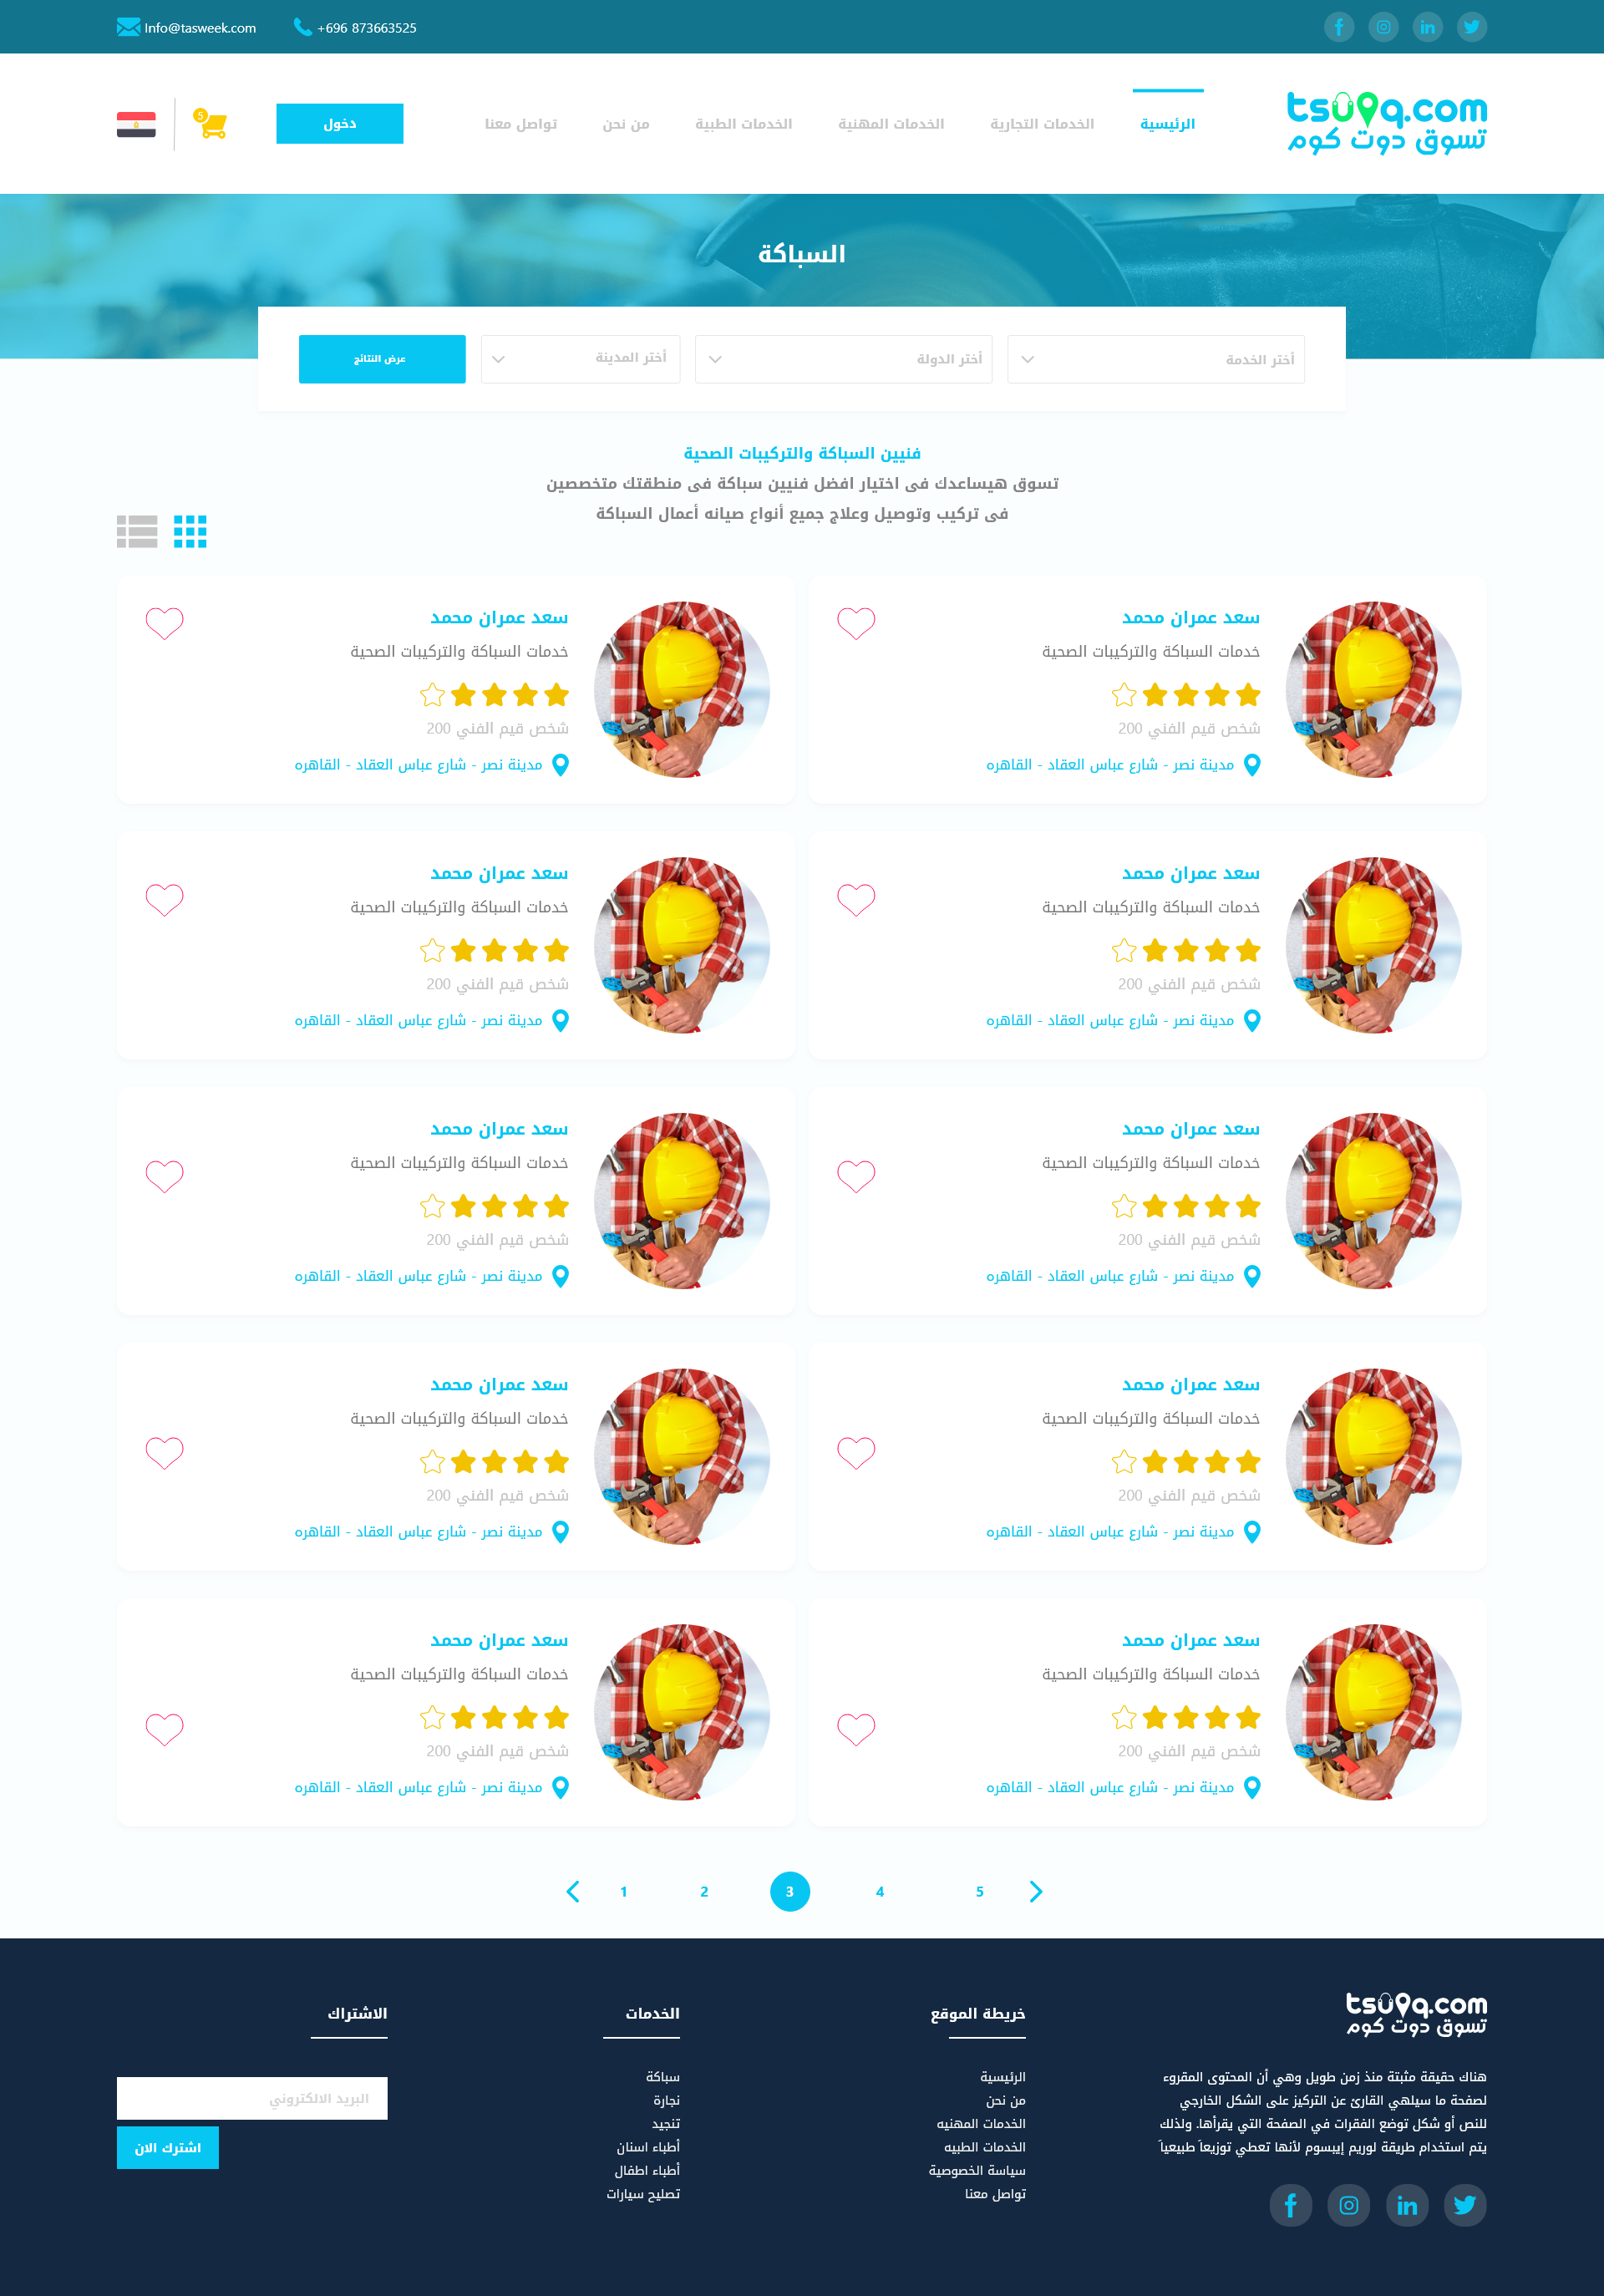 Info@tasweek.com
+696 873663525
tsuqq.com
تسوق دوت كوم
الرئيسية
الخدمات التجارية
الخدمات المهنية
الخدمات الطبية
من نحن
تواصل معنا
دخول
5
السباكة
أختر الخدمة
أختر الدولة
أختر المدينة
عرض النتائج
فنيين السباكة والتركيبات الصحية
تسوق هيساعدك فى اختيار افضل فنيين سباكة فى منطقتك متخصصين
فى تركيب وتوصيل وعلاج جميع أنواع صيانه أعمال السباكة
سعد عمران محمد
خدمات السباكة والتركيبات الصحية
شخص قيم الفني 200
مدينة نصر - شارع عباس العقاد - القاهره
سعد عمران محمد
خدمات السباكة والتركيبات الصحية
شخص قيم الفني 200
مدينة نصر - شارع عباس العقاد - القاهره
سعد عمران محمد
خدمات السباكة والتركيبات الصحية
شخص قيم الفني 200
مدينة نصر - شارع عباس العقاد - القاهره
سعد عمران محمد
خدمات السباكة والتركيبات الصحية
شخص قيم الفني 200
مدينة نصر - شارع عباس العقاد - القاهره
سعد عمران محمد
خدمات السباكة والتركيبات الصحية
شخص قيم الفني 200
مدينة نصر - شارع عباس العقاد - القاهره
سعد عمران محمد
خدمات السباكة والتركيبات الصحية
شخص قيم الفني 200
مدينة نصر - شارع عباس العقاد - القاهره
سعد عمران محمد
خدمات السباكة والتركيبات الصحية
شخص قيم الفني 200
مدينة نصر - شارع عباس العقاد - القاهره
سعد عمران محمد
خدمات السباكة والتركيبات الصحية
شخص قيم الفني 200
مدينة نصر - شارع عباس العقاد - القاهره
سعد عمران محمد
خدمات السباكة والتركيبات الصحية
شخص قيم الفني 200
مدينة نصر - شارع عباس العقاد - القاهره
سعد عمران محمد
خدمات السباكة والتركيبات الصحية
شخص قيم الفني 200
مدينة نصر - شارع عباس العقاد - القاهره
1 2 3 4 5
tsuqq.com
تسوق دوت كوم
هناك حقيقة مثبتة منذ زمن طويل وهي أن المحتوى المقروء
لصفحة ما سيلهي القارئ عن التركيز على الشكل الخارجي
للنص أو شكل توضع الفقرات في الصفحة التي يقرأها. ولذلك
يتم استخدام طريقة لوريم إيبسوم لأنها تعطي توزيعاَ طبيعياَ
خريطة الموقع
الرئيسية
من نحن
الخدمات المهنيه
الخدمات الطبيه
سياسة الخصوصية
تواصل معنا
الخدمات
سباكة
نجارة
تنجيد
أطباء اسنان
أطباء اطفال
تصليح سيارات
الاشتراك
البريد الالكتروني
اشترك الان